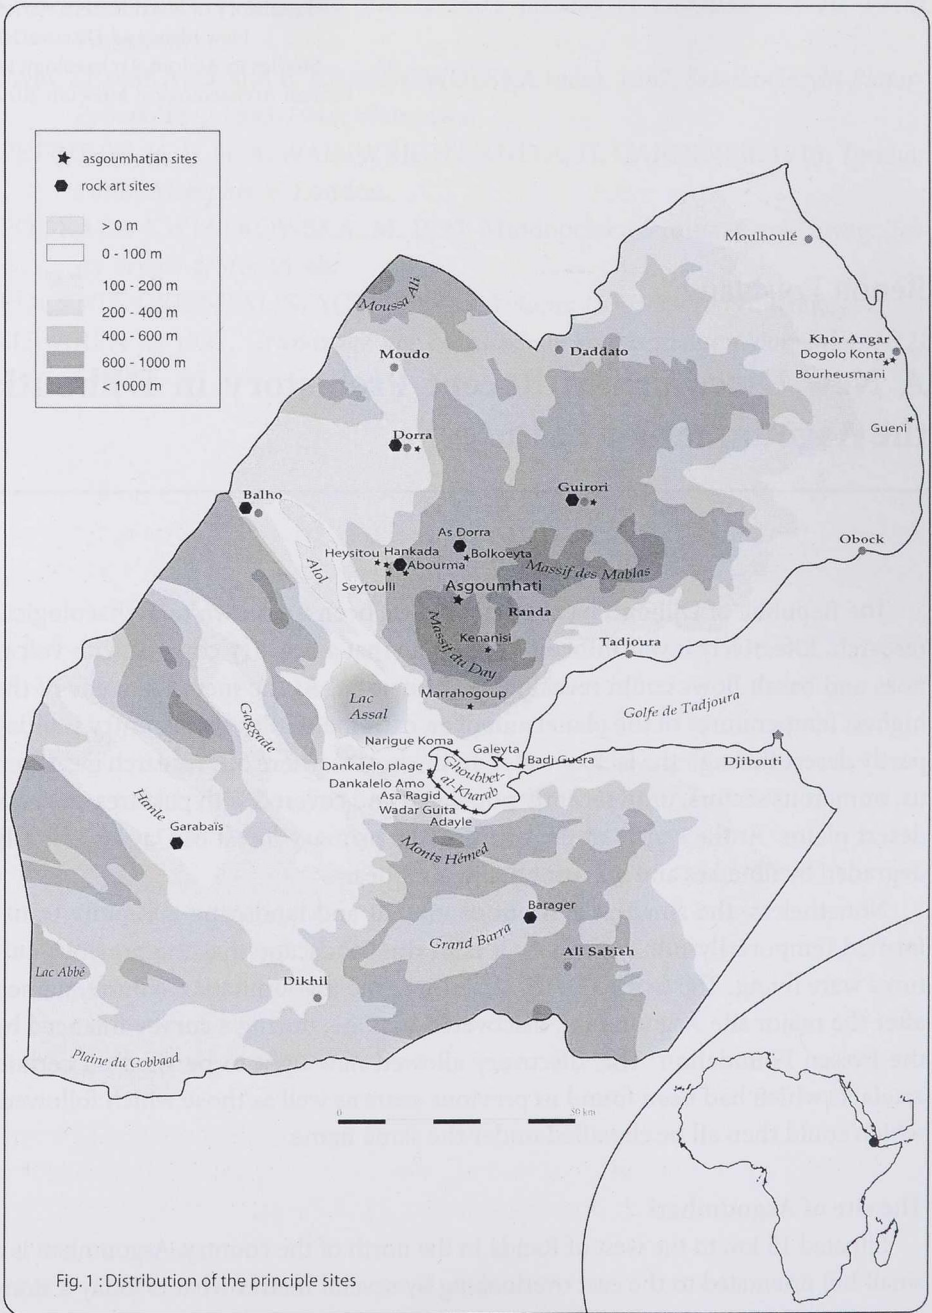 asgoumhatian sites
rock art sites
> 0 m
0 - 100 m
100 - 200 m
200 - 400 m
400 - 600 m
600 - 1000 m
< 1000 m
Moulhoulé
Moussa Ali
Khor Angar
Dogolo Konta
Bourheusmani
Daddato
Moudo
Gueni
Dorra
Guirori
Balho
As Dorra
Bolkoeyta
Obock
Heysitou
Hankada
Abourma
Seytoulli
Massif des Mablas
Alol
Asgoumhati
Randa
Massif du Day
Kenanisi
Tadjoura
Marrahogoup
Lac
Assal
Golfe de Tadjoura
Gaggade
Narigue Koma
Galeyta
Badi Guera
Djibouti
Dankalelo plage
Ghoubbet-
al-Kharab
Dankalelo Amo
Asa Ragid
Wadar Guita
Adayle
Hanle
Garabaïs
Monts Hémed
Barager
Grand Barra
Ali Sabieh
Lac Abbé
Dikhil
Plaine du Gobbaad
0 50 km
Fig. 1 : Distribution of the principle sites